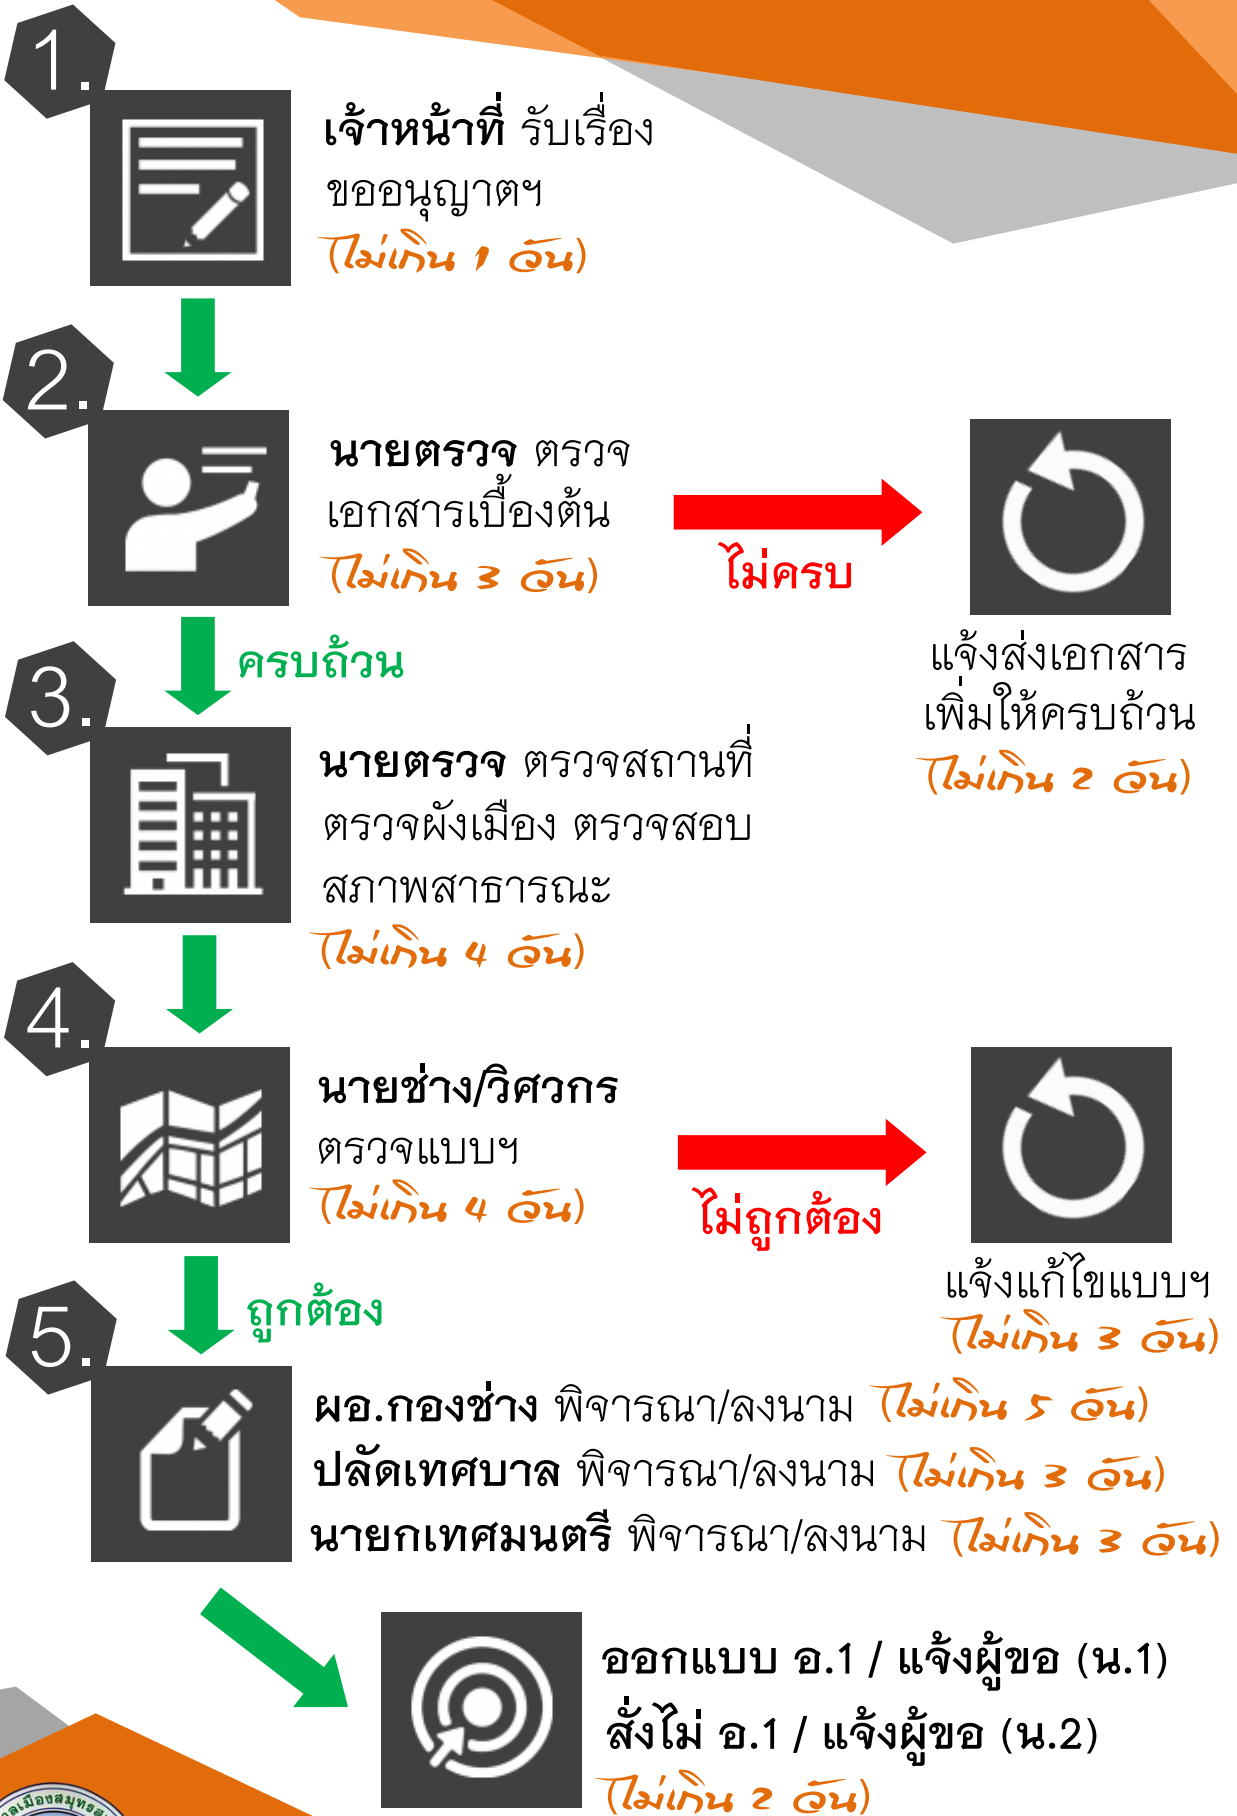 1.
เจ้าหน้าที่ รับเรื่อง
ขออนุญาตฯ
(ไม่เกิน 1 วัน)
2.
นายตรวจ ตรวจ
เอกสารเบื้องต้น
(ไม่เกิน 3 วัน)
ไม่ครบ
แจ้งส่งเอกสาร
เพิ่มให้ครบถ้วน
(ไม่เกิน 2 วัน)
ครบถ้วน
3.
นายตรวจ ตรวจสถานที่
ตรวจผังเมือง ตรวจสอบ
สภาพสาธารณะ
(ไม่เกิน 4 วัน)
4.
นายช่าง/วิศวกร
ตรวจแบบฯ
(ไม่เกิน 4 วัน)
ไม่ถูกต้อง
แจ้งแก้ไขแบบฯ
(ไม่เกิน 3 วัน)
ถูกต้อง
5.
ผอ.กองช่าง พิจารณา/ลงนาม (ไม่เกิน 5 วัน)
ปลัดเทศบาล พิจารณา/ลงนาม (ไม่เกิน 3 วัน)
นายกเทศมนตรี พิจารณา/ลงนาม (ไม่เกิน 3 วัน)
ออกแบบ อ.1 / แจ้งผู้ขอ (น.1)
สั่งไม่ อ.1 / แจ้งผู้ขอ (น.2)
(ไม่เกิน 2 วัน)